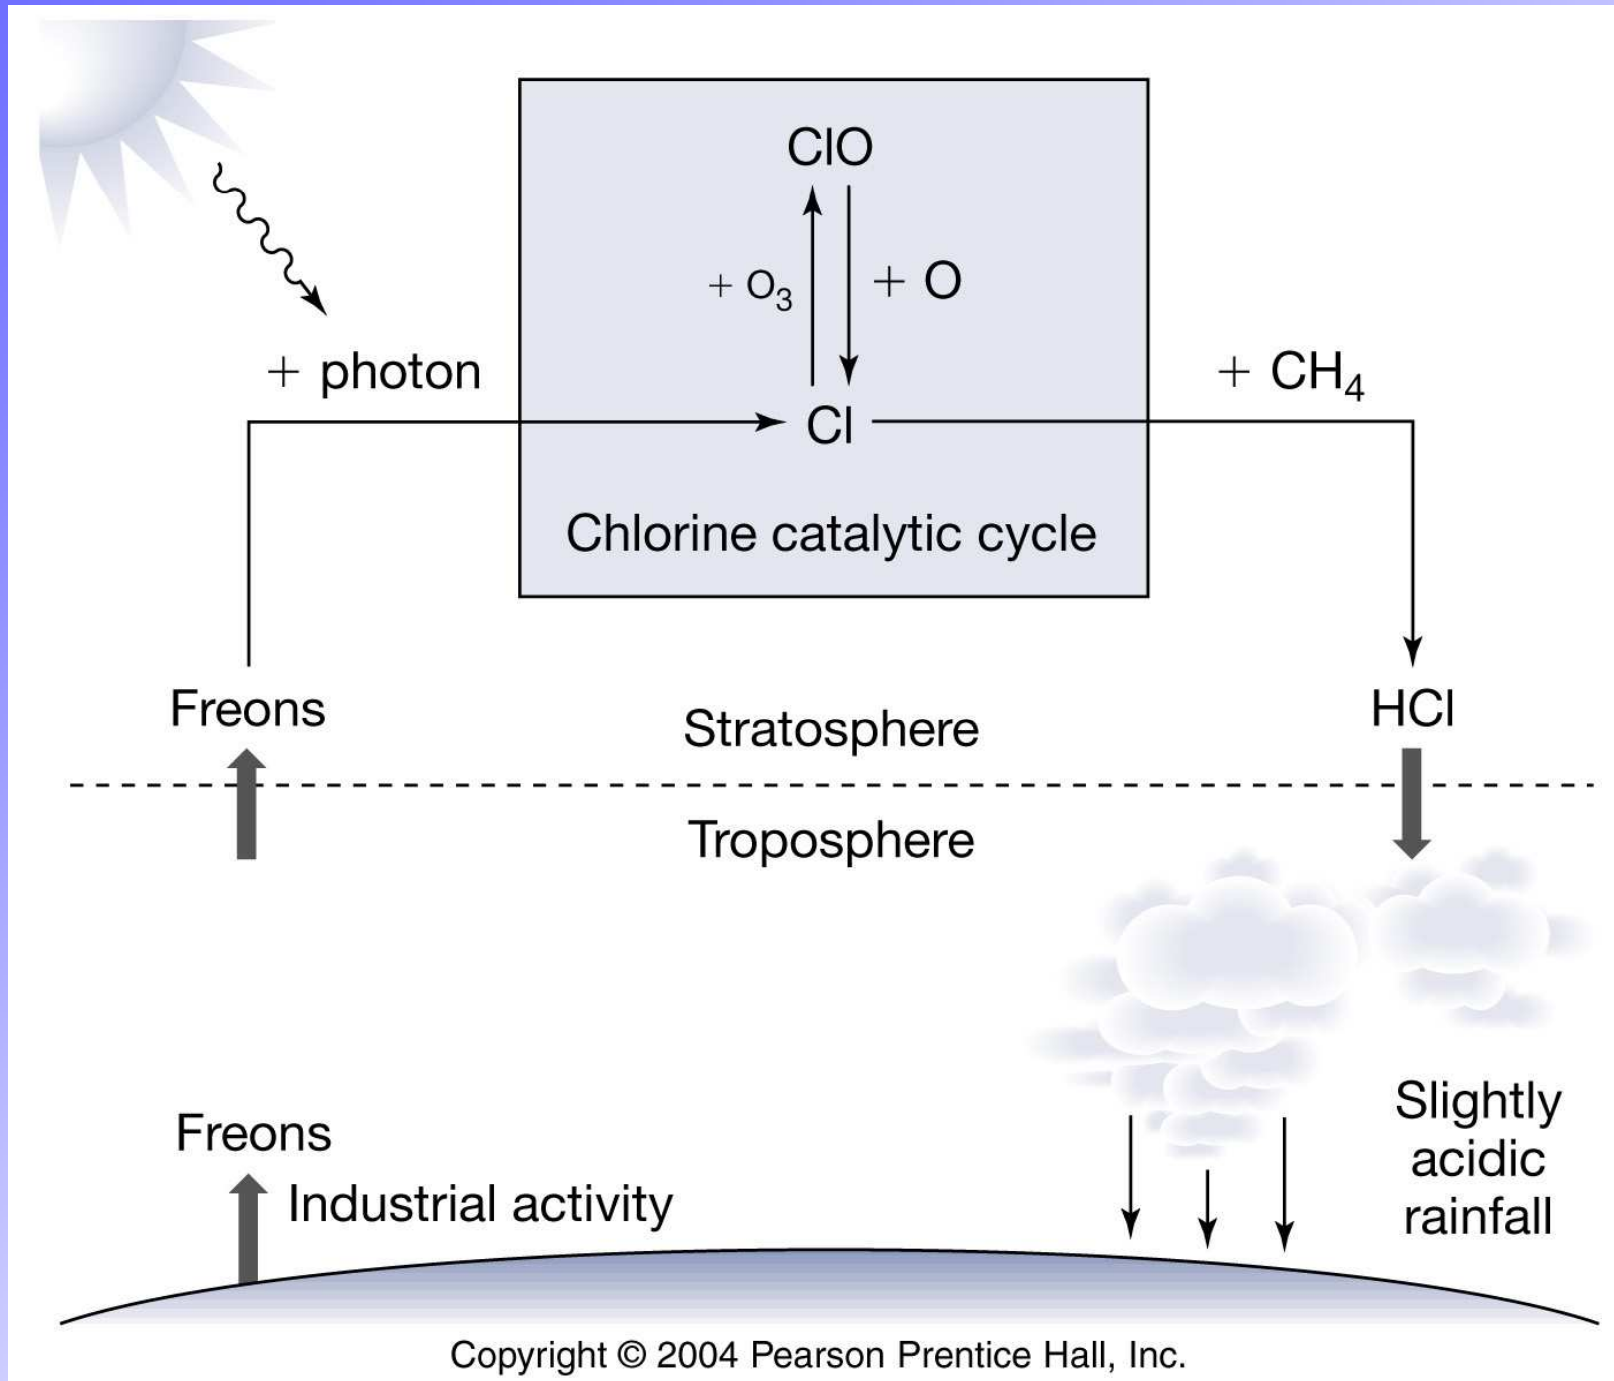 ClO
+ O₃
+ O
+ photon
+ CH₄
Cl
Chlorine catalytic cycle
Freons
Stratosphere
HCl
Troposphere
Freons
Industrial activity
Slightly
acidic
rainfall
Copyright © 2004 Pearson Prentice Hall, Inc.